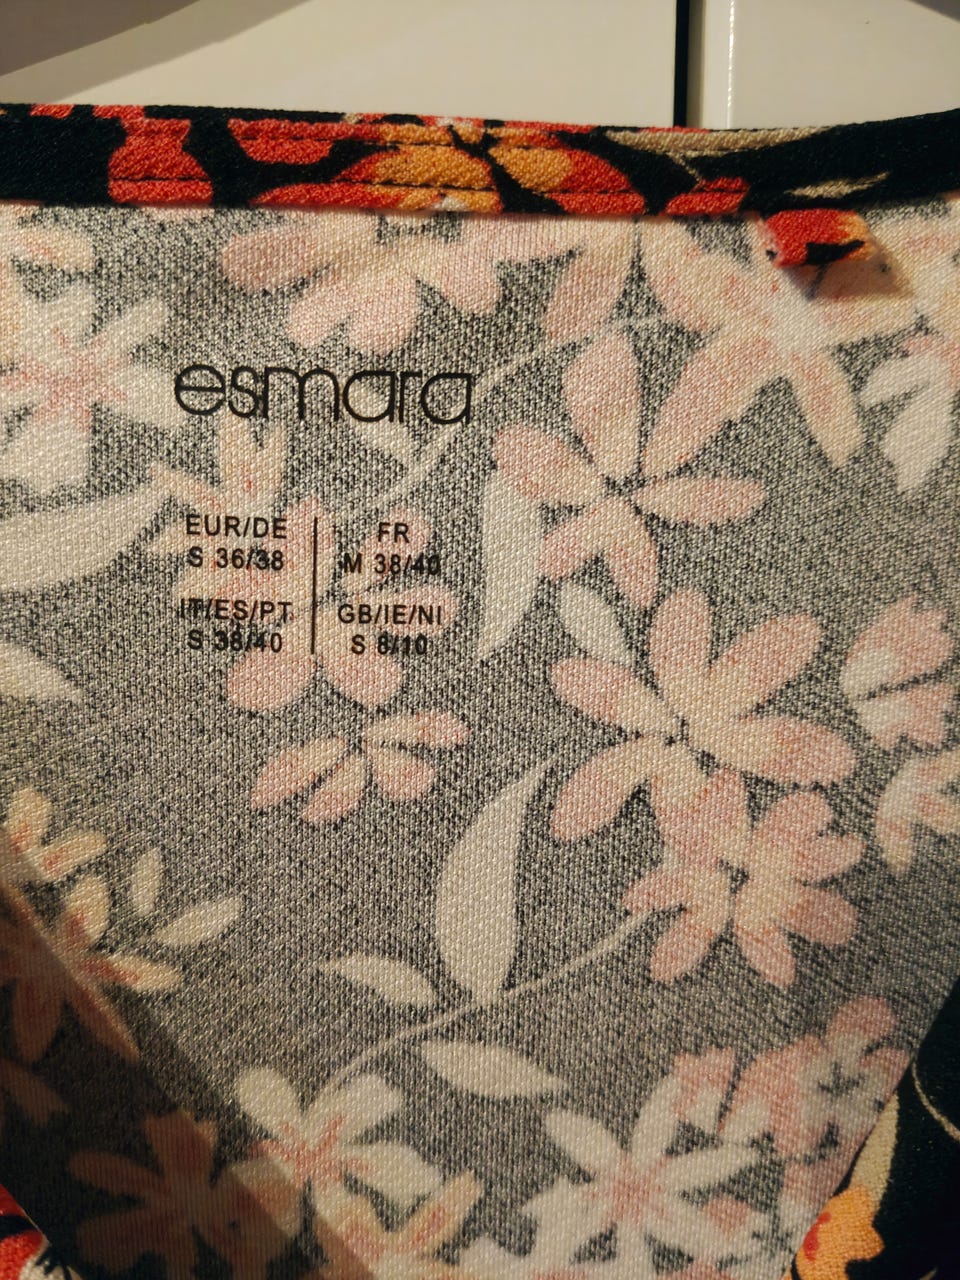 esmara
EUR/DE
S 36/38
FR
M 38/40
IT/ES/PT
S 38/40
GB/IE/NI
S 8/10